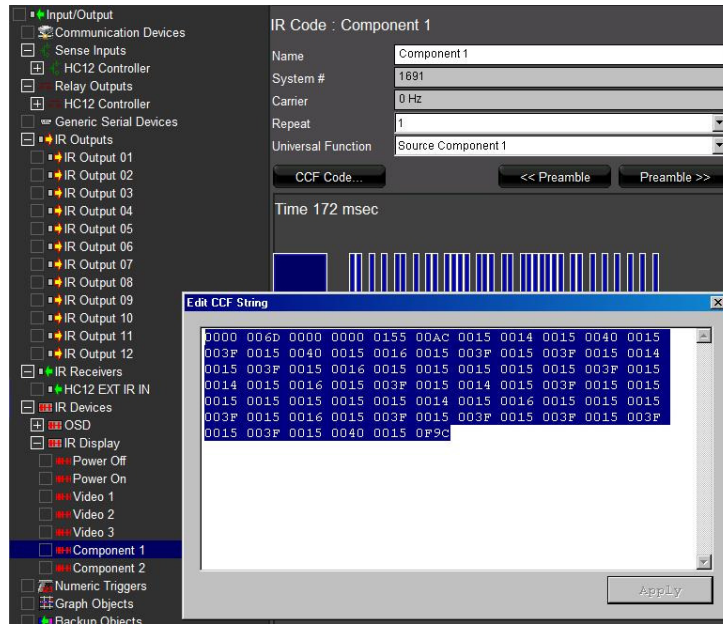 Input/Output
Communication Devices
Sense Inputs
HC12 Controller
Relay Outputs
HC12 Controller
Generic Serial Devices
IR Outputs
IR Output 01
IR Output 02
IR Output 03
IR Output 04
IR Output 05
IR Output 06
IR Output 07
IR Output 08
IR Output 09
IR Output 10
IR Output 11
IR Output 12
IR Receivers
HC12 EXT IR IN
IR Devices
OSD
IR Display
Power Off
Power On
Video 1
Video 2
Video 3
Component 1
Component 2
Numeric Triggers
Graph Objects
Backup Objects
IR Code : Component 1
Name Component 1
System # 1691
Carrier 0 Hz
Repeat 1
Universal Function Source Component 1
CCF Code... << Preamble Preamble >>
Time 172 msec
Edit CCF String
0000 006D 0000 0000 0155 00AC 0015 0014 0015 0040 0015
003F 0015 0040 0015 0016 0015 003F 0015 003F 0015 0014
0015 003F 0015 0016 0015 0015 0015 0015 0015 003F 0015
0014 0015 0016 0015 003F 0015 0014 0015 003F 0015 003F
0015 0015 0015 0015 0015 0014 0015 0016 0015 0015 0015
003F 0015 0016 0015 003F 0015 003F 0015 003F 0015 003F
0015 003F 0015 0040 0015 0F9C
Apply